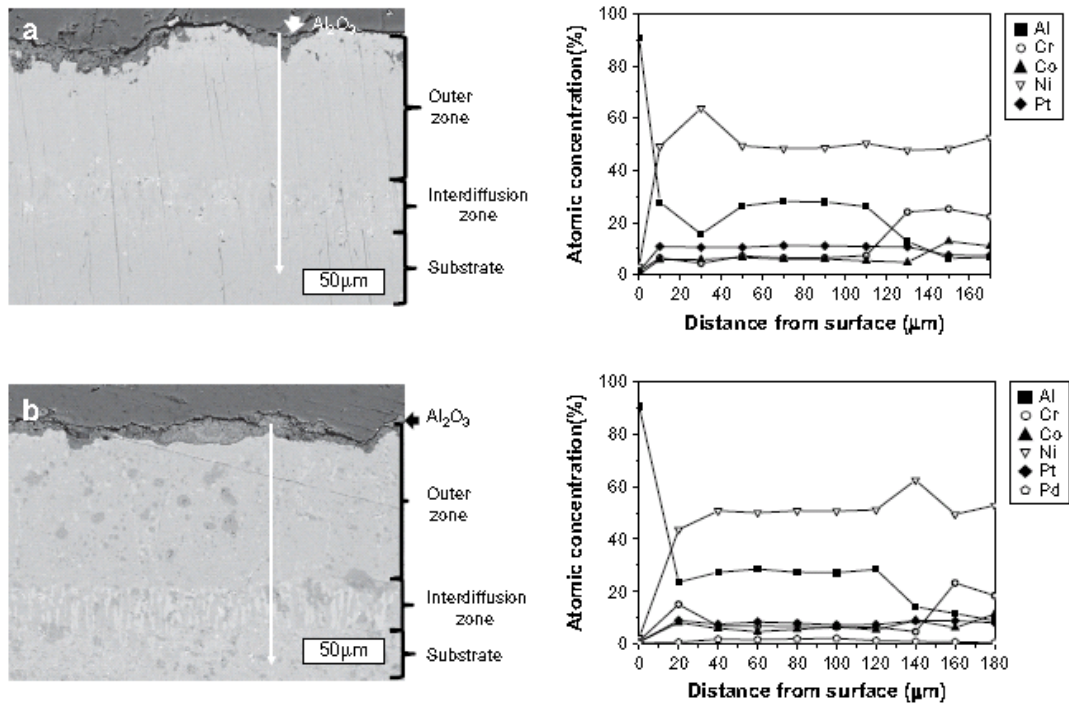 a
Al₂O₃
Outer
zone
Interdiffusion
zone
Substrate
50μm
Atomic concentration(%)
100
80
60
40
20
0
0 20 40 60 80 100 120 140 160
Distance from surface (μm)
Al
Cr
Co
Ni
Pt
b
Al₂O₃
Outer
zone
Interdiffusion
zone
Substrate
50μm
Atomic concentration(%)
100
80
60
40
20
0
0 20 40 60 80 100 120 140 160 180
Distance from surface (μm)
Al
Cr
Co
Ni
Pt
Pd